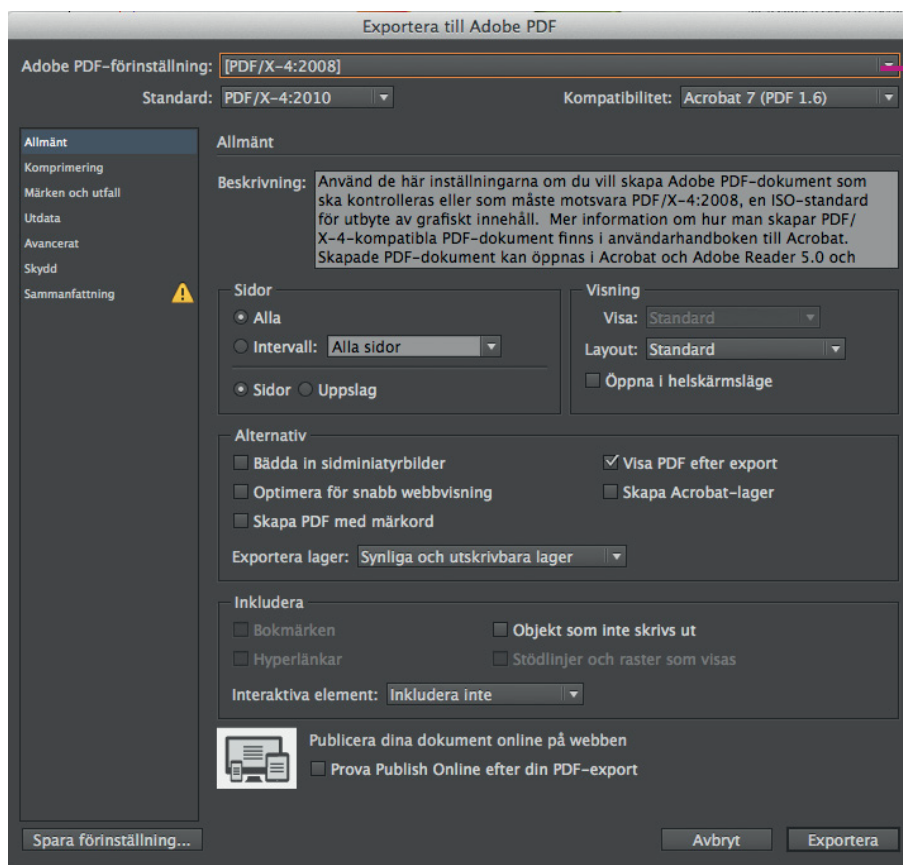 Exportera till Adobe PDF
Adobe PDF-förinställning: [PDF/X-4:2008]
Standard: PDF/X-4:2010 Kompatibilitet: Acrobat 7 (PDF 1.6)
Allmänt
Komprimering
Märken och utfall
Utdata
Avancerat
Skydd
Sammanfattning
Allmänt
Beskrivning: Använd de här inställningarna om du vill skapa Adobe PDF-dokument som
ska kontrolleras eller som måste motsvara PDF/X-4:2008, en ISO-standard
för utbyte av grafiskt innehåll. Mer information om hur man skapar PDF/
X-4-kompatibla PDF-dokument finns i användarhandboken till Acrobat.
Skapade PDF-dokument kan öppnas i Acrobat och Adobe Reader 5.0 och
Sidor
Alla
Intervall: Alla sidor
Sidor Uppslag
Visning
Visa: Standard
Layout: Standard
Öppna i helskärmsläge
Alternativ
Bädda in sidminiatyrbilder
Optimera för snabb webbvisning
Skapa PDF med märkord
Visa PDF efter export
Skapa Acrobat-lager
Exportera lager: Synliga och utskrivbara lager
Inkludera
Bokmärken
Hyperlänkar
Objekt som inte skrivs ut
Stödlinjer och raster som visas
Interaktiva element: Inkludera inte
Publicera dina dokument online på webben
Prova Publish Online efter din PDF-export
Spara förinställning... Avbryt Exportera